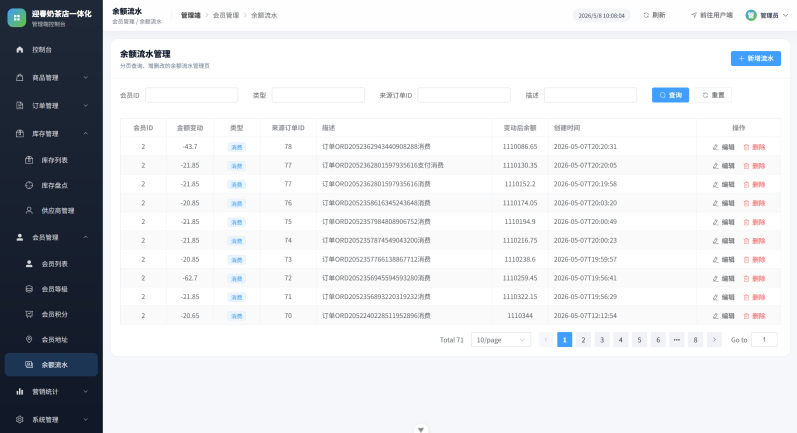 迎春奶茶店一体化
管理端控制台
控制台
商品管理
订单管理
库存管理
库存列表
库存盘点
供应商管理
会员管理
会员列表
会员等级
会员积分
会员地址
余额流水
营销统计
系统管理
余额流水
会员管理 / 余额流水
管理端 > 会员管理 > 余额流水
2026/5/8 10:08:04
刷新
前往用户端
管理员
余额流水管理
分页查询、增删改的余额流水管理页
+ 新增流水
会员ID
类型
来源订单ID
描述
查询
重置
会员ID 金额变动 类型 来源订单ID 描述 变动后余额 创建时间 操作
2 -43.7 消费 78 订单ORD2052362943440908288消费 1110086.65 2026-05-07T20:20:31 编辑 删除
2 -21.85 消费 77 订单ORD2052362801597935616支付消费 1110130.35 2026-05-07T20:20:05 编辑 删除
2 -21.85 消费 77 订单ORD2052362801597935616消费 1110152.2 2026-05-07T20:19:58 编辑 删除
2 -20.85 消费 76 订单ORD2052358616345243648消费 1110174.05 2026-05-07T20:03:20 编辑 删除
2 -21.85 消费 75 订单ORD2052357984808906752消费 1110194.9 2026-05-07T20:00:49 编辑 删除
2 -21.85 消费 74 订单ORD2052357874549043200消费 1110216.75 2026-05-07T20:00:23 编辑 删除
2 -20.85 消费 73 订单ORD2052357766138867712消费 1110238.6 2026-05-07T19:59:57 编辑 删除
2 -62.7 消费 72 订单ORD2052356945594593280消费 1110259.45 2026-05-07T19:56:41 编辑 删除
2 -21.85 消费 71 订单ORD2052356893220319232消费 1110322.15 2026-05-07T19:56:29 编辑 删除
2 -20.65 消费 70 订单ORD2052240228511952896消费 1110344 2026-05-07T12:12:54 编辑 删除
Total 71 10/page < 1 2 3 4 5 6 ••• 8 > Go to 1